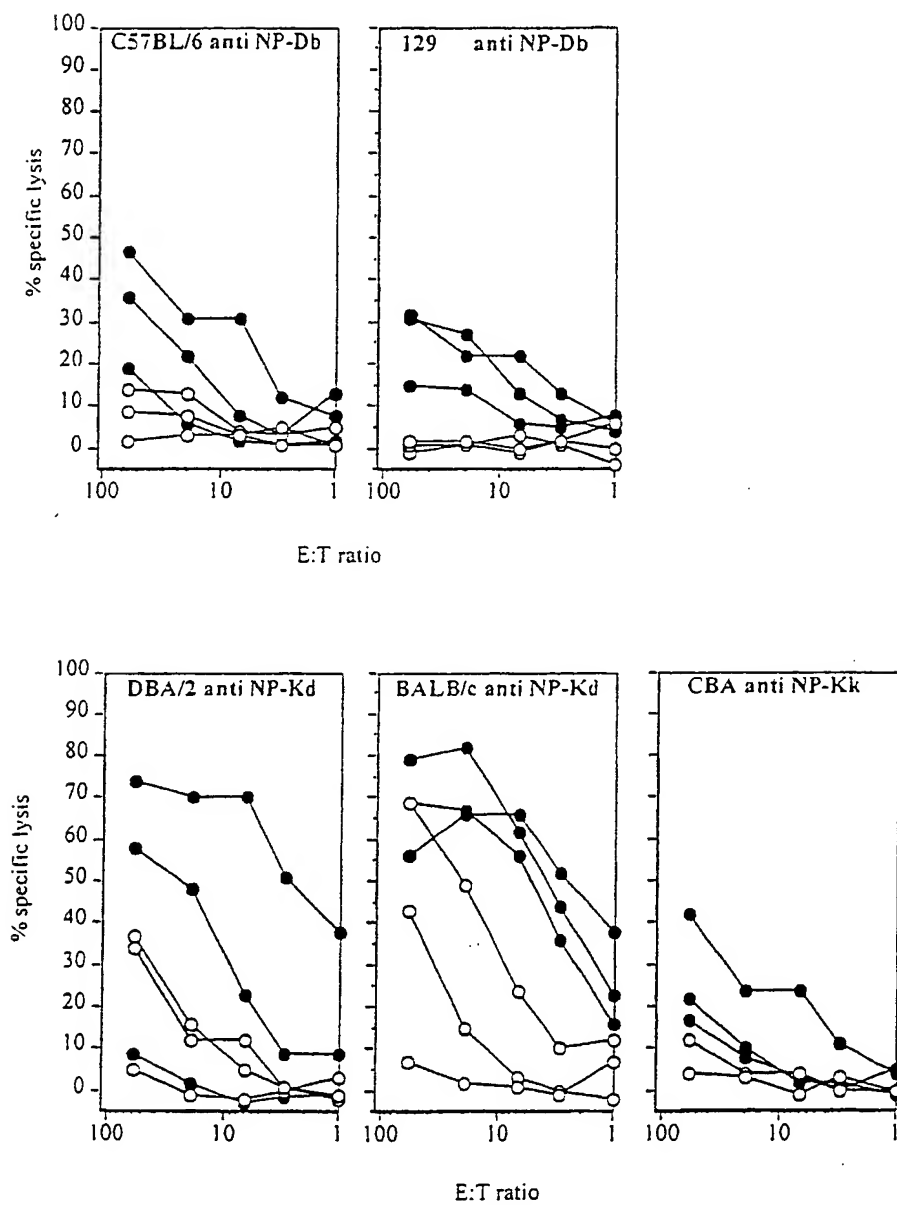 C57BL/6 anti NP-Db
129 anti NP-Db
100
90
80
70
60
50
40
30
20
10
0
% specific lysis
100 10 1
100 10 1
E:T ratio
DBA/2 anti NP-Kd
BALB/c anti NP-Kd
CBA anti NP-Kk
100
90
80
70
60
50
40
30
20
10
0
% specific lysis
100 10 1
100 10 1
100 10 1
E:T ratio